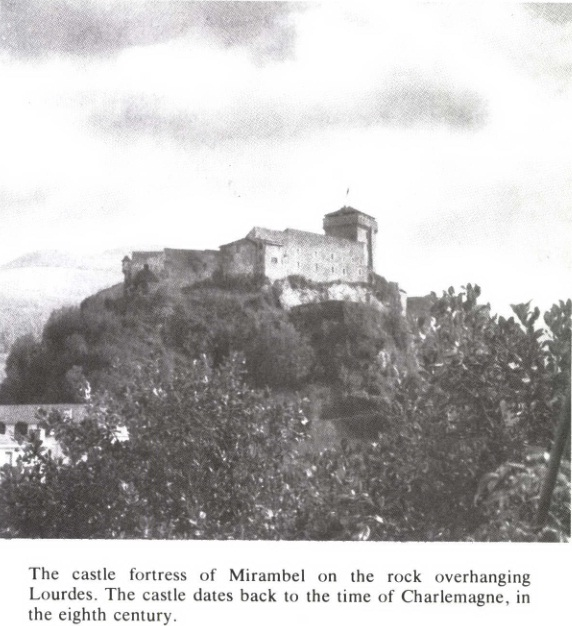 The castle fortress of Mirambel on the rock overhanging
Lourdes. The castle dates back to the time of Charlemagne, in
the eighth century.